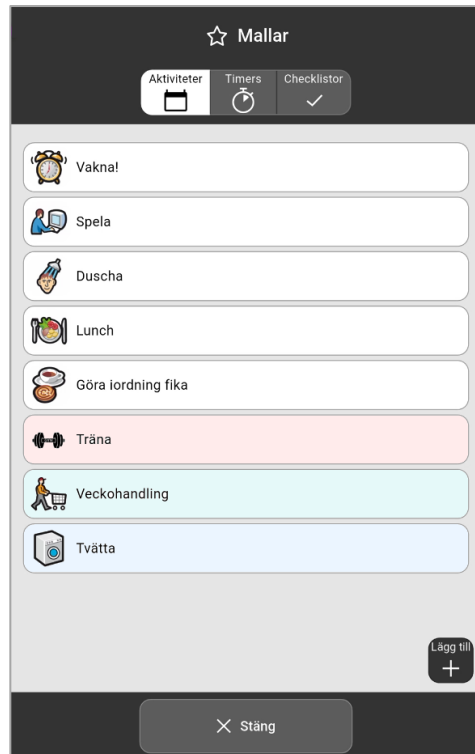 Mallar
Aktiviteter Timers Checklistor
Vakna!
Spela
Duscha
Lunch
Göra iordning fika
Träna
Veckohandling
Tvätta
Lägg till
Stäng